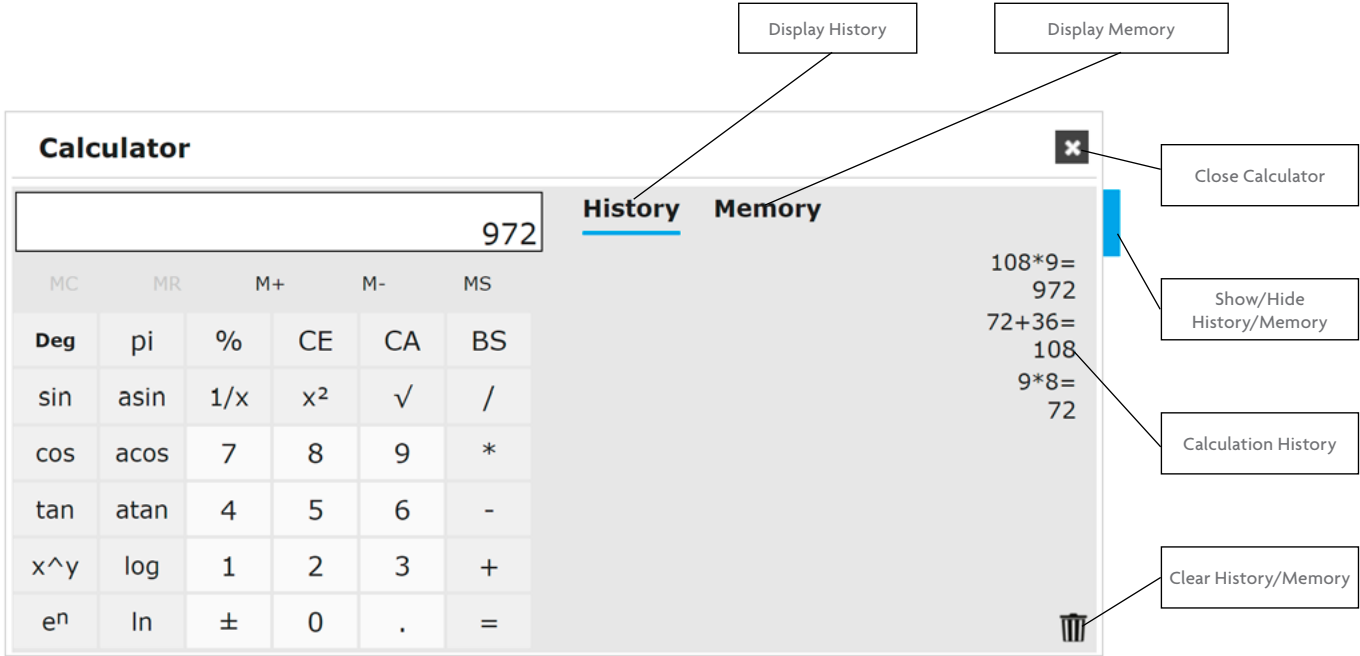 Display History
Display Memory
Calculator
Close Calculator
972
History
Memory
MC MR M+ M- MS
108*9=
972
72+36=
108
9*8=
72
Show/Hide
History/Memory
Deg pi % CE CA BS
sin asin 1/x x² √ /
cos acos 7 8 9 *
Calculation History
tan atan 4 5 6 -
x^y log 1 2 3 +
Clear History/Memory
eⁿ ln ± 0 . =